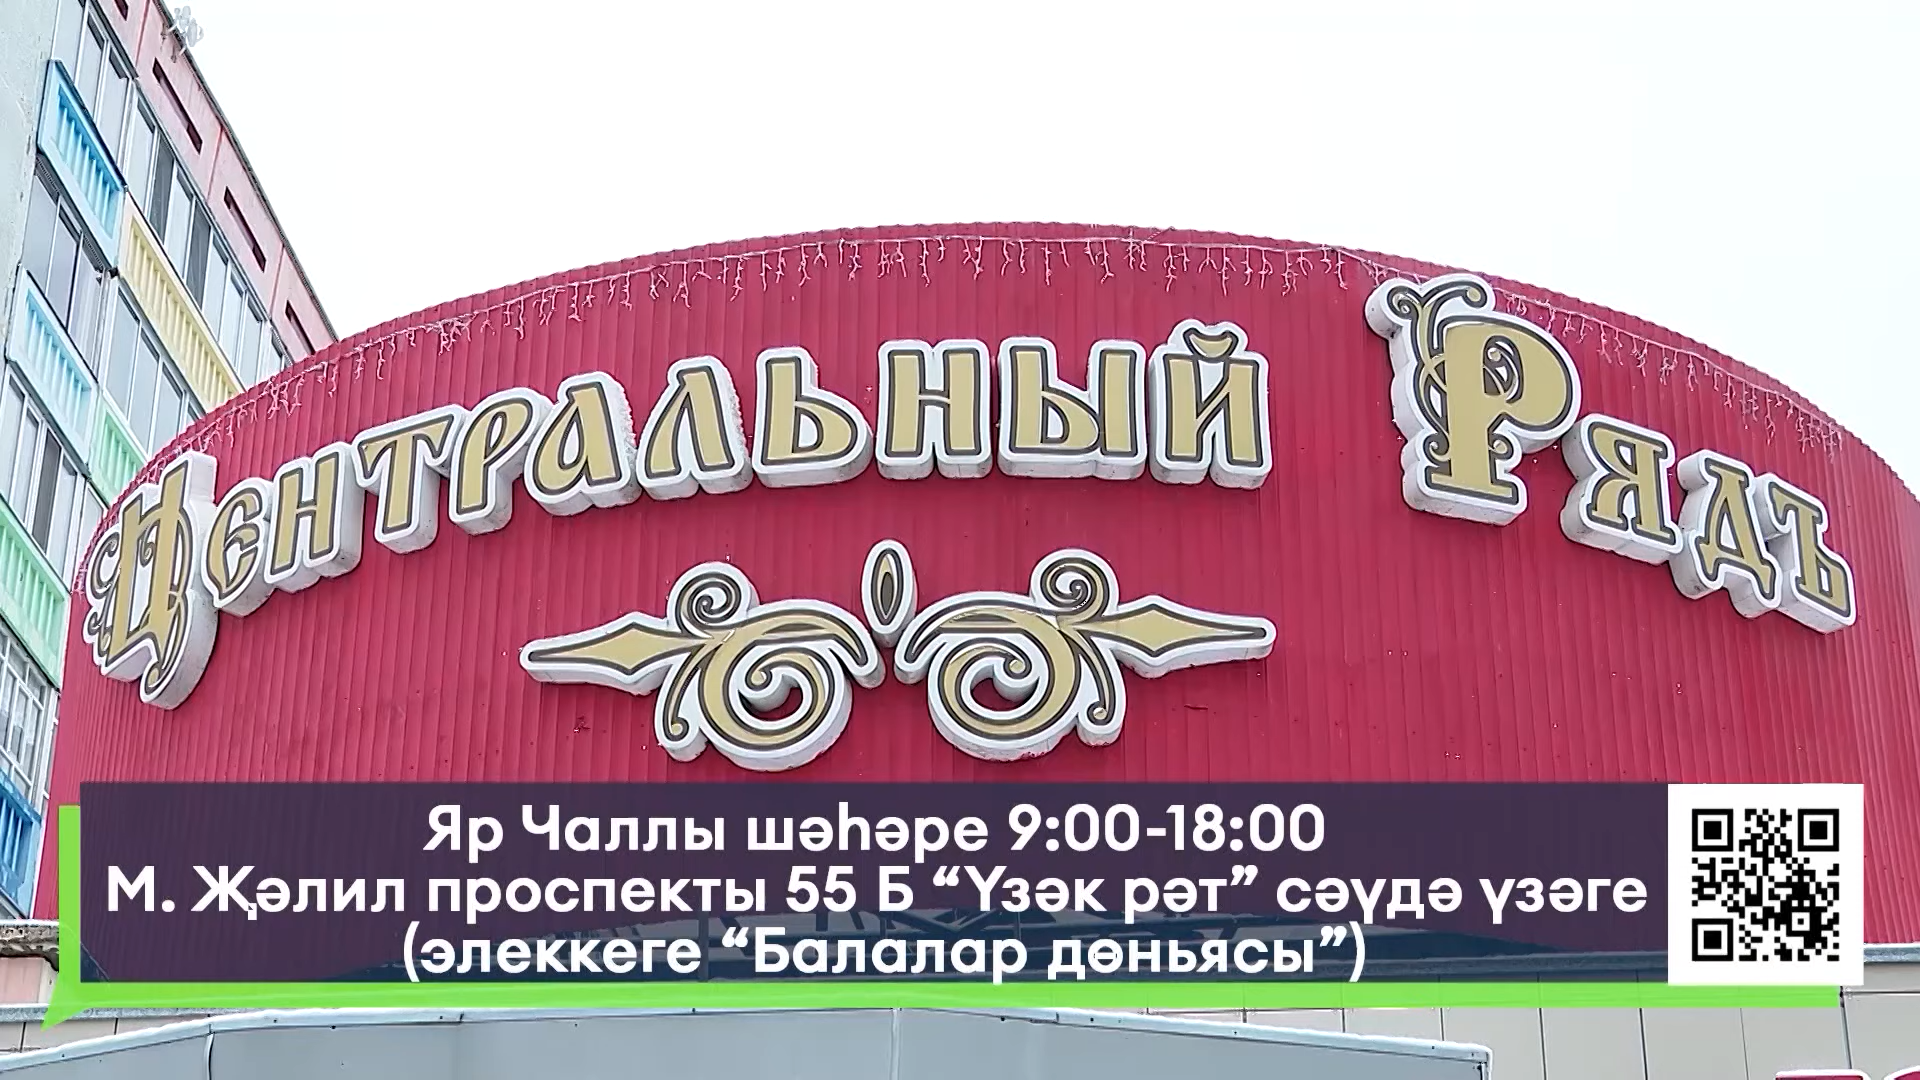 Центральный Рядъ
Яр Чаллы шәһәре 9:00-18:00
М. Җәлил проспекты 55 Б “Үзәк рәт” сәүдә үзәге
(элеккеге “Балалар дөньясы”)